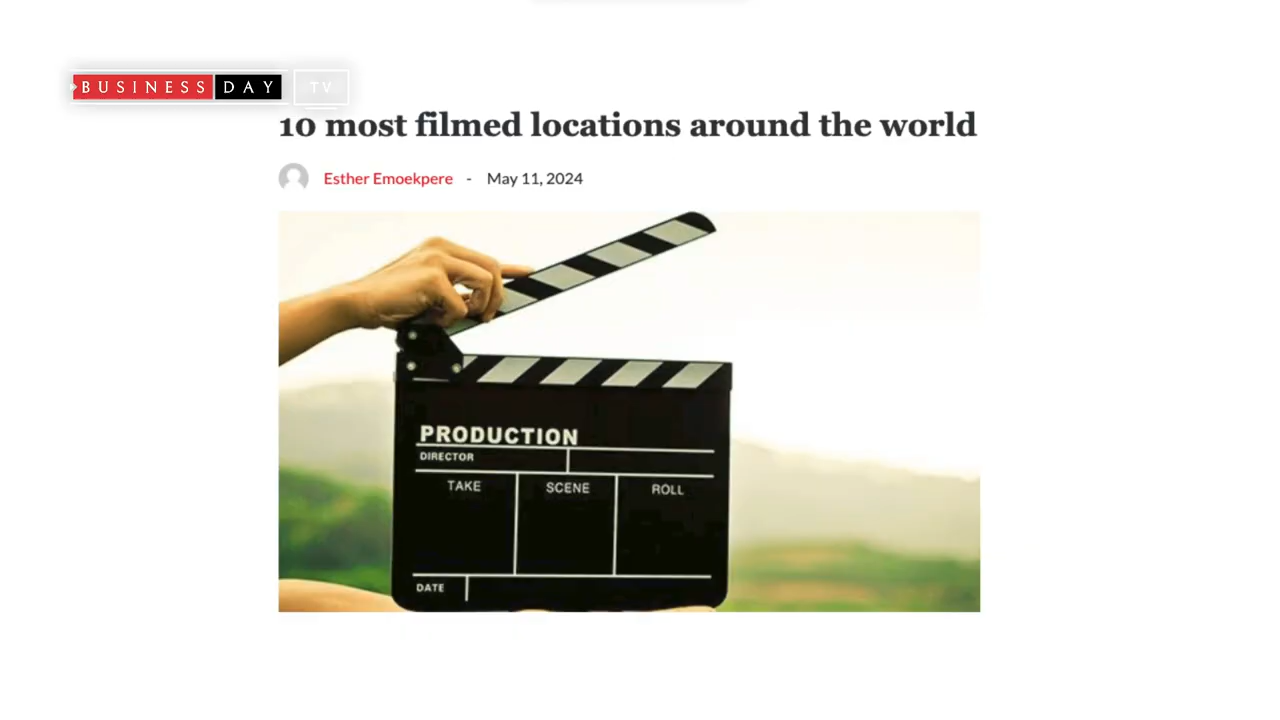 BUSINESS DAY TV
10 most filmed locations around the world
Esther Emoekpere - May 11, 2024
PRODUCTION
DIRECTOR
TAKE SCENE ROLL
DATE